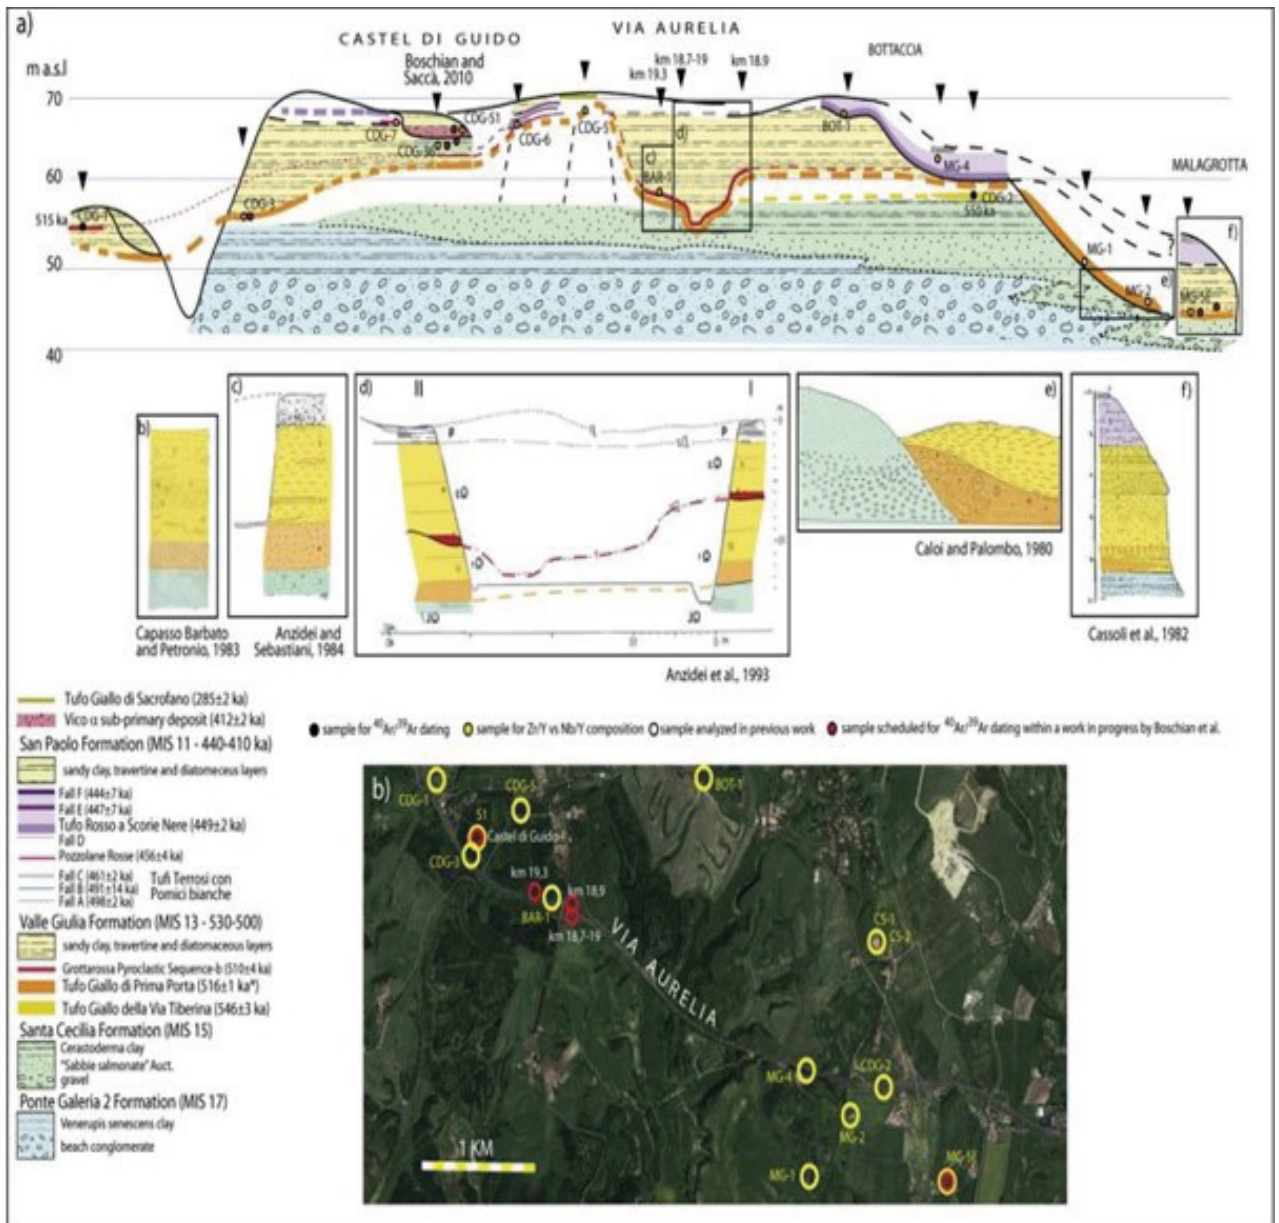 a)
CASTEL DI GUIDO
VIA AURELIA
Boschian and
Saccà, 2010
BOTTACCIA
MALAGROTTA
m a.s.l
km 19.3
km 18.7-19
km 18.9
70
60
50
40
515 ka
CDG-1
CDG-3
CDG-7
CDG-S1
CDG-6
CDG-5
c)
BAR-1
d)
BOT-1
MG-4
CDG-2
550 ka
MG-1
MG-2
e)
?
f)
MG-5E
b)
c)
d)
II
I
e)
f)
Caloi and Palombo, 1980
Capasso Barbato
and Petronio, 1983
Anzidei and
Sebastiani, 1984
Anzidei et al., 1993
Cassoli et al., 1982
Tufo Giallo di Sacrofano (285±2 ka)
Vico α sub-primary deposit (412±2 ka)
San Paolo Formation (MIS 11 - 440-410 ka)
sandy clay, travertine and diatomeceus layers
Fall F (444±7 ka)
Fall E (447±7 ka)
Tufo Rosso a Scorie Nere (449±2 ka)
Fall D
Pozzolane Rosse (456±4 ka)
Fall C (461±2 ka)
Fall B (491±14 ka)
Fall A (498±2 ka)
Tufi Terrosi con
Pomici bianche
Valle Giulia Formation (MIS 13 - 530-500)
sandy clay, travertine and diatomaceous layers
Grottarossa Pyroclastic Sequence-b (510±4 ka)
Tufo Giallo di Prima Porta (516±1 ka*)
Tufo Giallo della Via Tiberina (546±3 ka)
Santa Cecilia Formation (MIS 15)
Cerastoderma clay
"Sabbie salmonate" Auct.
gravel
Ponte Galeria 2 Formation (MIS 17)
Venerupis senescens clay
beach conglomerate
sample for 40Ar/39Ar dating
sample for Zr/Y vs Nb/Y composition
sample analyzed in previous work
sample scheduled for 40Ar/39Ar dating within a work in progress by Boschian et al.
b)
CDG-1
CDG-5
BOT-1
S1
Castel di Guido
CDG-3
km 19.3
km 18.9
BAR-1
km 18.7-19
VIA AURELIA
CS-1
CS-2
MG-4
CDG-2
MG-2
MG-1
MG-5E
1 KM